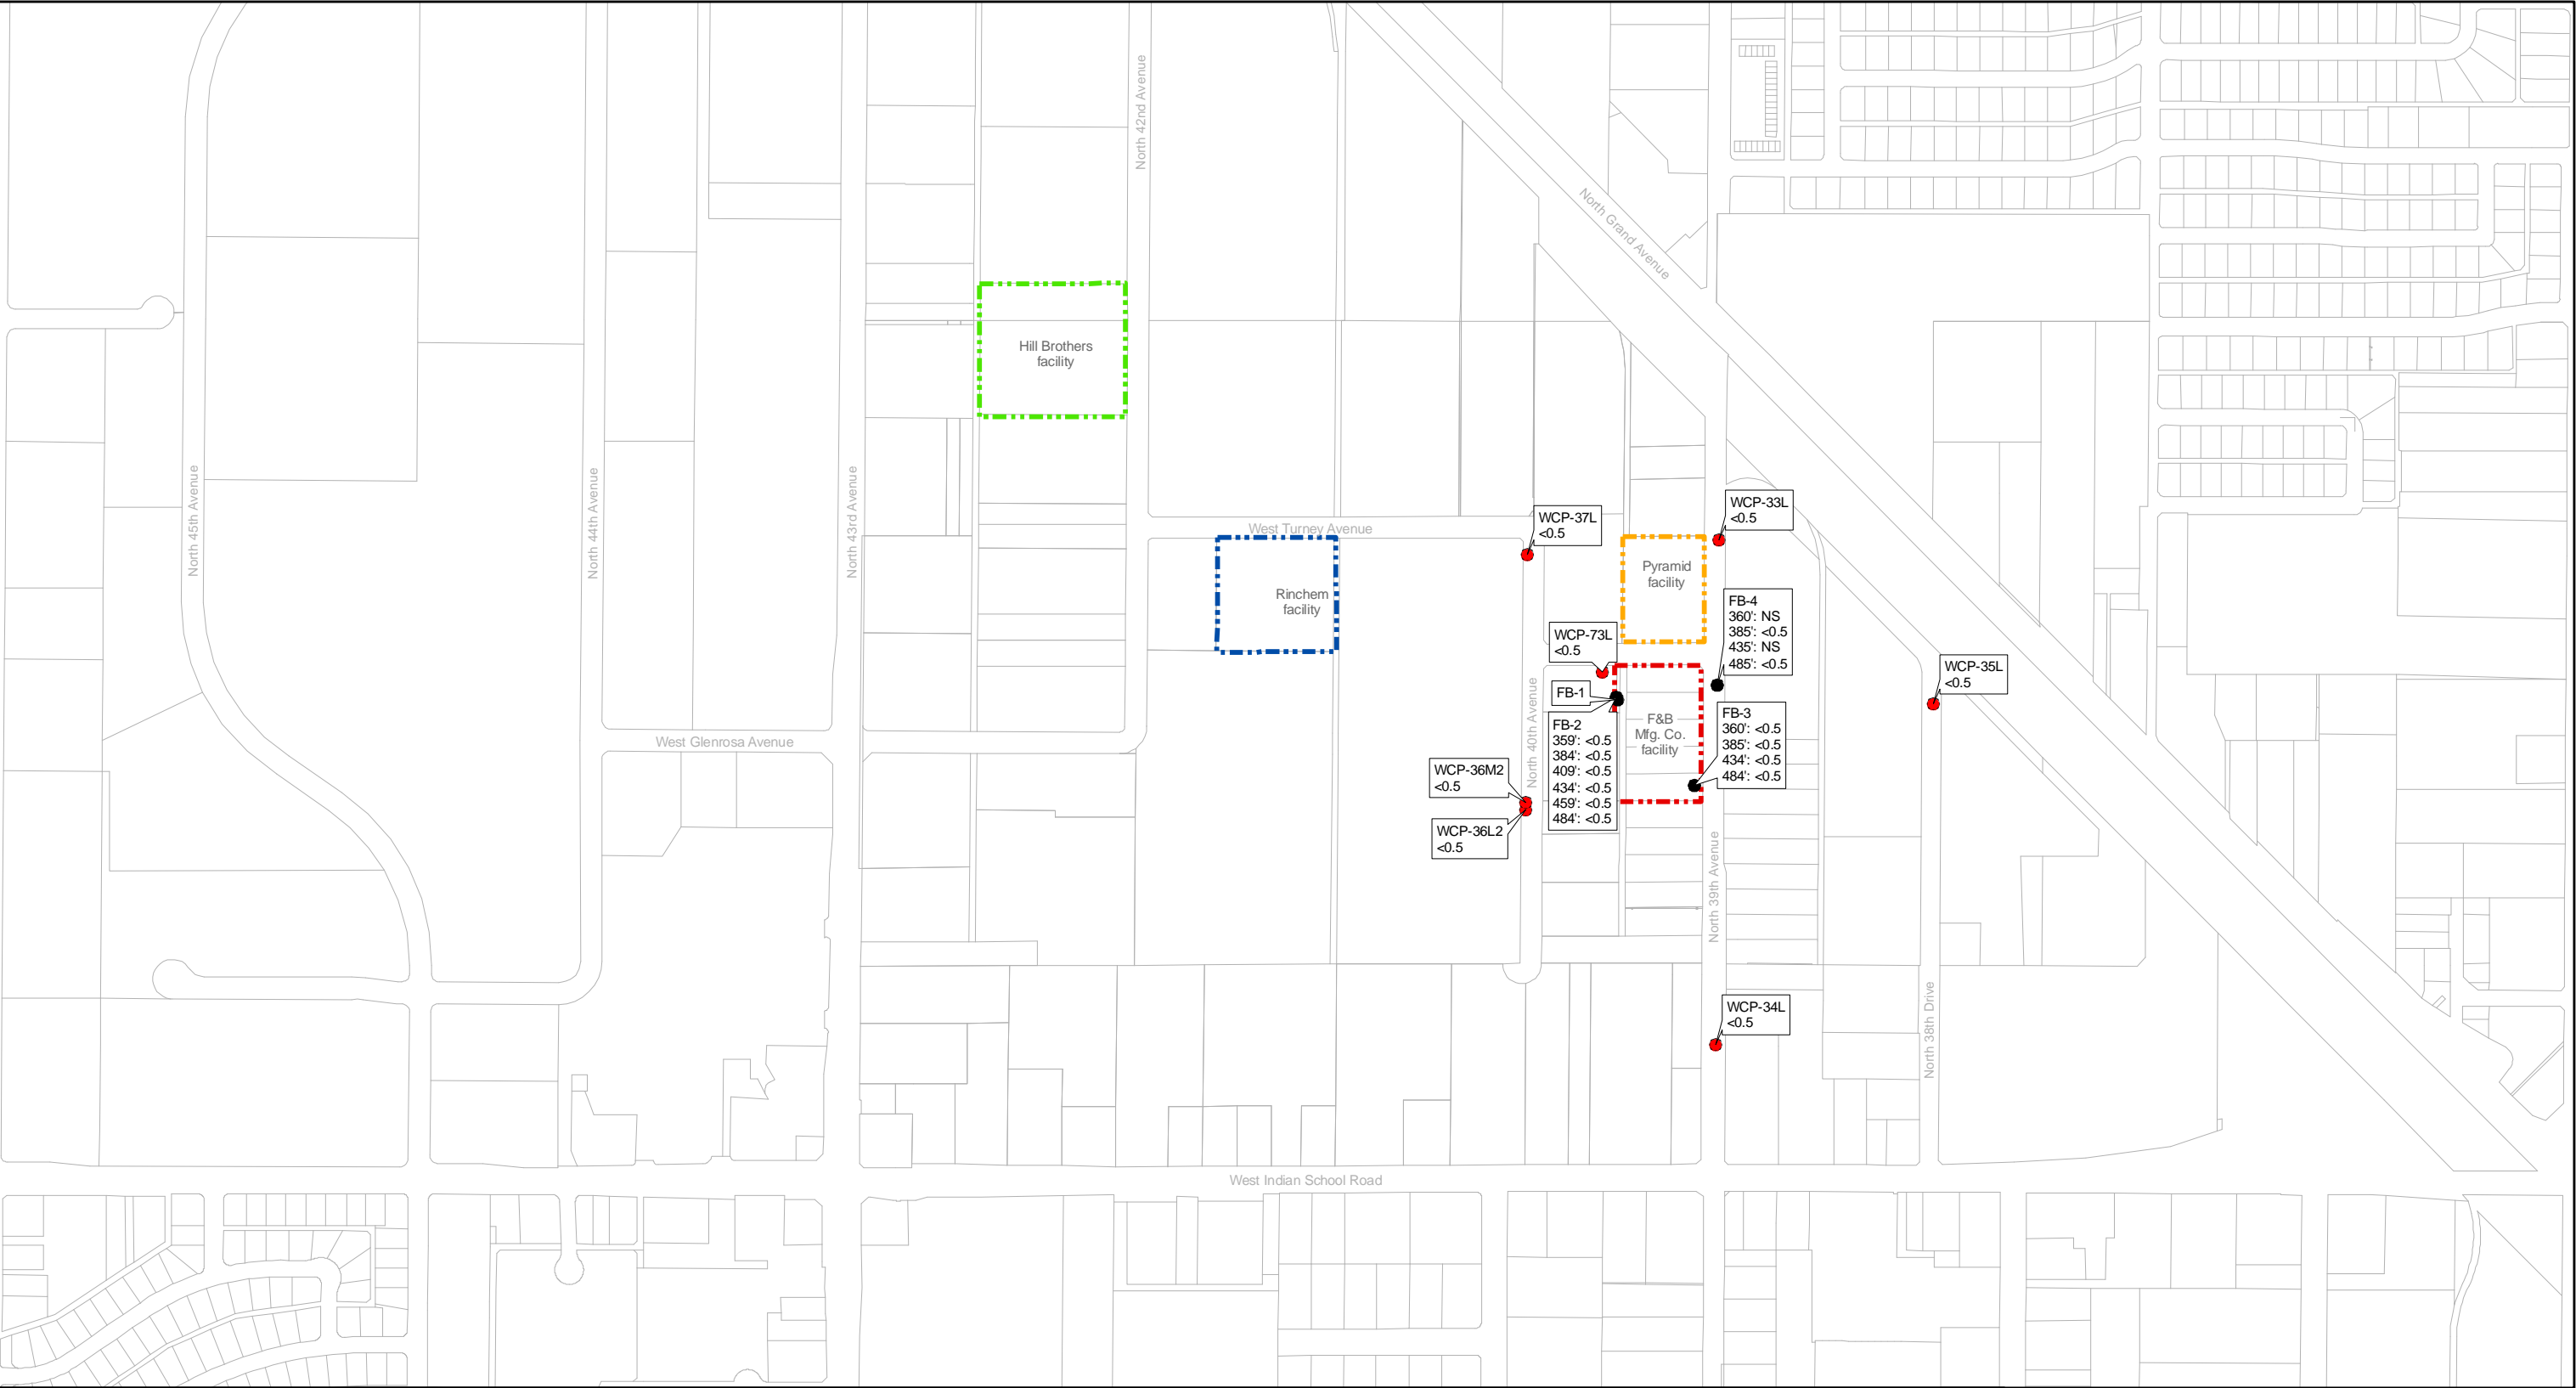 North 42nd Avenue
North Grand Avenue
Hill Brothers
facility
North 45th Avenue
North 44th Avenue
North 43rd Avenue
West Turney Avenue
WCP-37L
<0.5
WCP-33L
<0.5
Pyramid
facility
Rinchem
facility
FB-4
360': NS
385': <0.5
435': NS
485': <0.5
WCP-73L
<0.5
WCP-35L
<0.5
FB-1
North 40th Avenue
FB-2
359': <0.5
384': <0.5
409': <0.5
434': <0.5
459': <0.5
484': <0.5
F&B
Mfg. Co.
facility
FB-3
360': <0.5
385': <0.5
434': <0.5
484': <0.5
West Glenrosa Avenue
WCP-36M2
<0.5
WCP-36L2
<0.5
North 39th Avenue
WCP-34L
<0.5
North 38th Drive
West Indian School Road